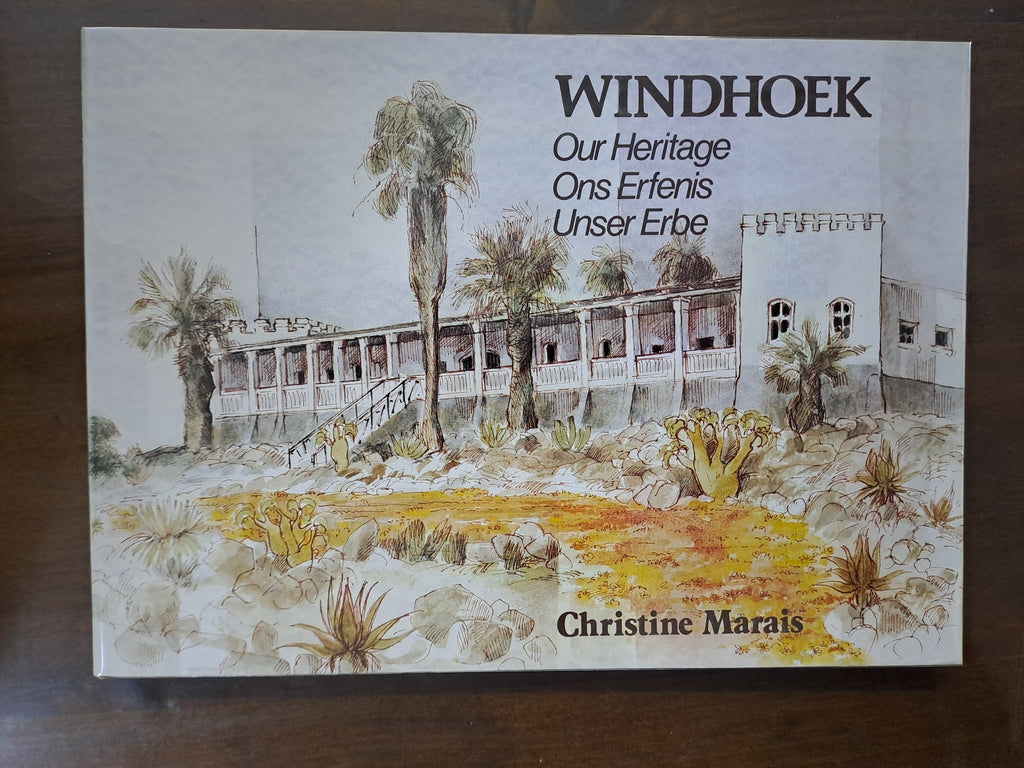 WINDHOEK
Our Heritage
Ons Erfenis
Unser Erbe
Christine Marais